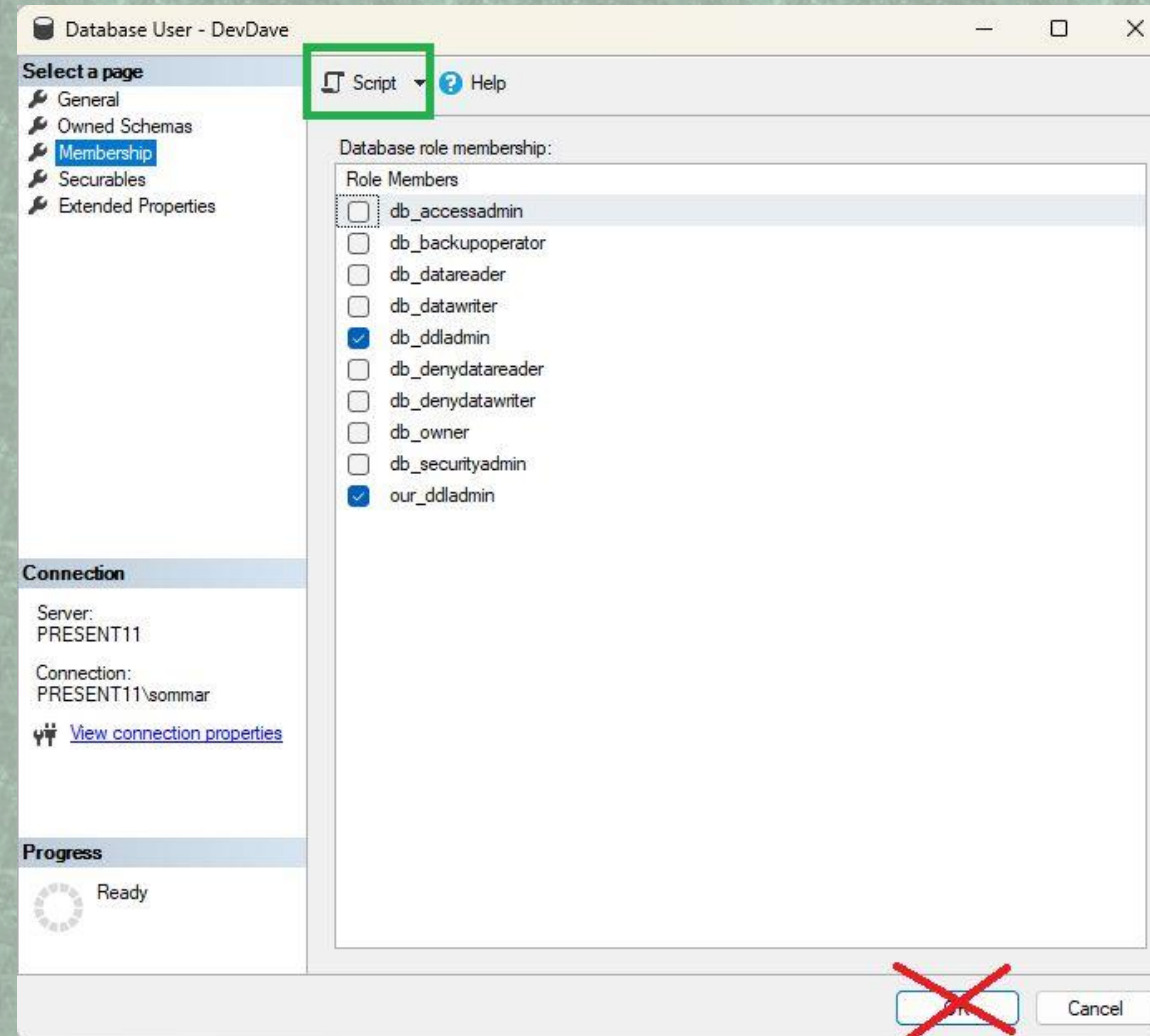 Database User - DevDave
Select a page
General
Owned Schemas
Membership
Securables
Extended Properties
Script
Help
Database role membership:
Role Members
db_accessadmin
db_backupoperator
db_datareader
db_datawriter
db_ddladmin
db_denydatareader
db_denydatawriter
db_owner
db_securityadmin
our_ddladmin
Connection
Server:
PRESENT11
Connection:
PRESENT11\sommar
View connection properties
Progress
Ready
OK
Cancel